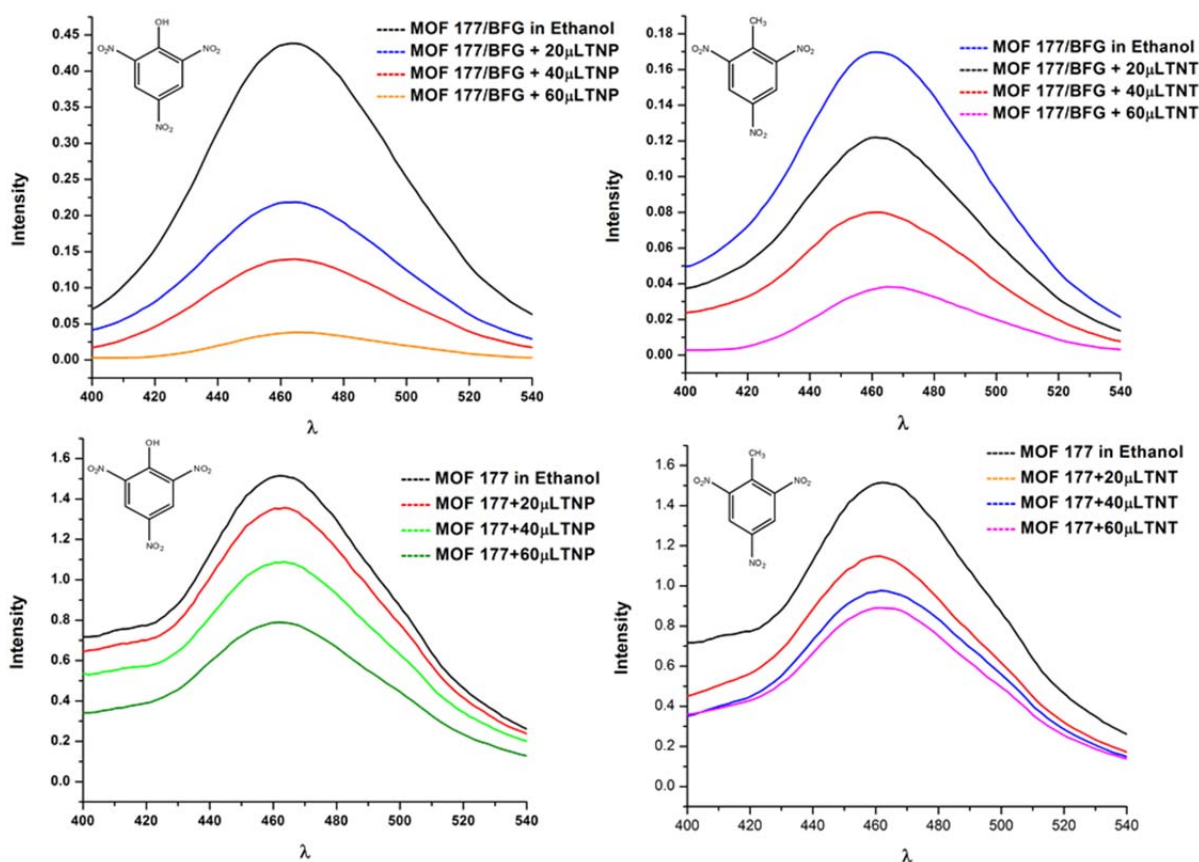 OH
O₂N
NO₂
NO₂
MOF 177/BFG in Ethanol
MOF 177/BFG + 20μLTNP
MOF 177/BFG + 40μLTNP
MOF 177/BFG + 60μLTNP
Intensity
0.45
0.40
0.35
0.30
0.25
0.20
0.15
0.10
0.05
0.00
400 420 440 460 480 500 520 540
λ
CH₃
O₂N
NO₂
NO₂
MOF 177/BFG in Ethanol
MOF 177/BFG + 20μLTNT
MOF 177/BFG + 40μLTNT
MOF 177/BFG + 60μLTNT
Intensity
0.18
0.16
0.14
0.12
0.10
0.08
0.06
0.04
0.02
0.00
400 420 440 460 480 500 520 540
λ
OH
O₂N
NO₂
NO₂
MOF 177 in Ethanol
MOF 177+20μLTNP
MOF 177+40μLTNP
MOF 177+60μLTNP
Intensity
1.6
1.4
1.2
1.0
0.8
0.6
0.4
0.2
0.0
400 420 440 460 480 500 520 540
λ
CH₃
O₂N
NO₂
NO₂
MOF 177 in Ethanol
MOF 177+20μLTNT
MOF 177+40μLTNT
MOF 177+60μLTNT
Intensity
1.6
1.4
1.2
1.0
0.8
0.6
0.4
0.2
0.0
400 420 440 460 480 500 520 540
λ